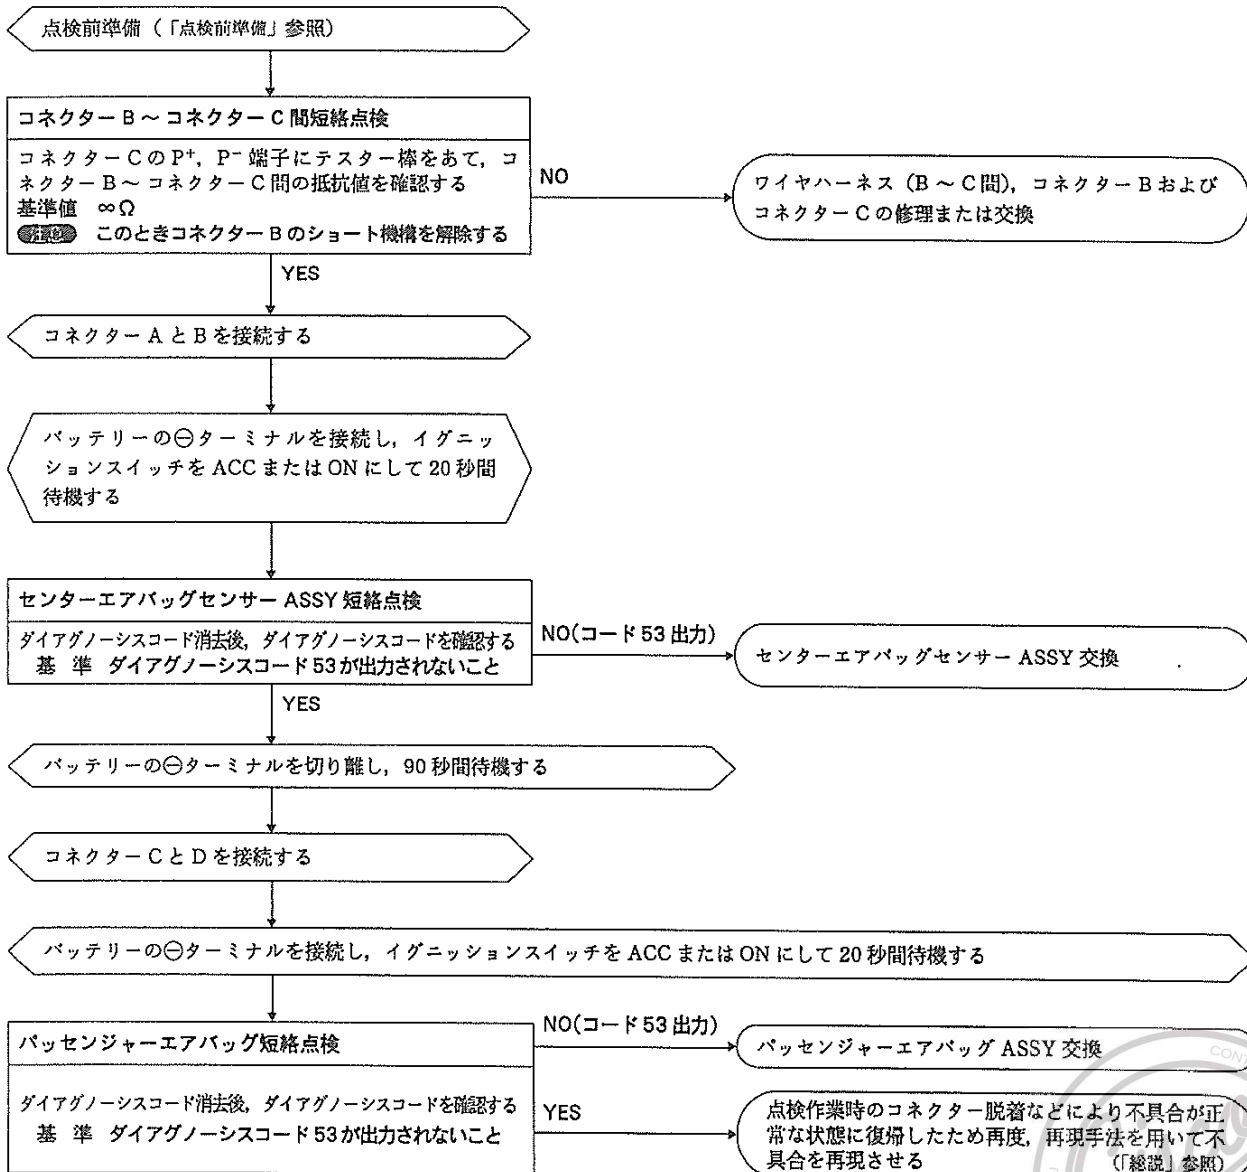 点検前準備（「点検前準備」参照）
コネクターB～コネクターC間短絡点検
コネクターCのP⁺, P⁻端子にテスター棒をあて, コ
ネクターB～コネクターC間の抵抗値を確認する
基準値 ∞Ω
注意 このときコネクターBのショート機構を解除する
NO
ワイヤハーネス（B～C間）, コネクターBおよび
コネクターCの修理または交換
YES
コネクターAとBを接続する
バッテリーの⊖ターミナルを接続し, イグニッ
ションスイッチをACCまたはONにして20秒間
待機する
センターエアバッグセンサーASSY短絡点検
ダイアグノーシスコード消去後, ダイアグノーシスコードを確認する
基 準 ダイアグノーシスコード53が出力されないこと
NO(コード53出力)
センターエアバッグセンサーASSY交換
YES
バッテリーの⊖ターミナルを切り離し, 90秒間待機する
コネクターCとDを接続する
バッテリーの⊖ターミナルを接続し, イグニッションスイッチをACCまたはONにして20秒間待機する
パッセンジャーエアバッグ短絡点検
ダイアグノーシスコード消去後, ダイアグノーシスコードを確認する
基 準 ダイアグノーシスコード53が出力されないこと
NO(コード53出力)
パッセンジャーエアバッグASSY交換
YES
点検作業時のコネクター脱着などにより不具合が正
常な状態に復帰したため再度, 再現手法を用いて不
具合を再現させる
(「総説」参照)